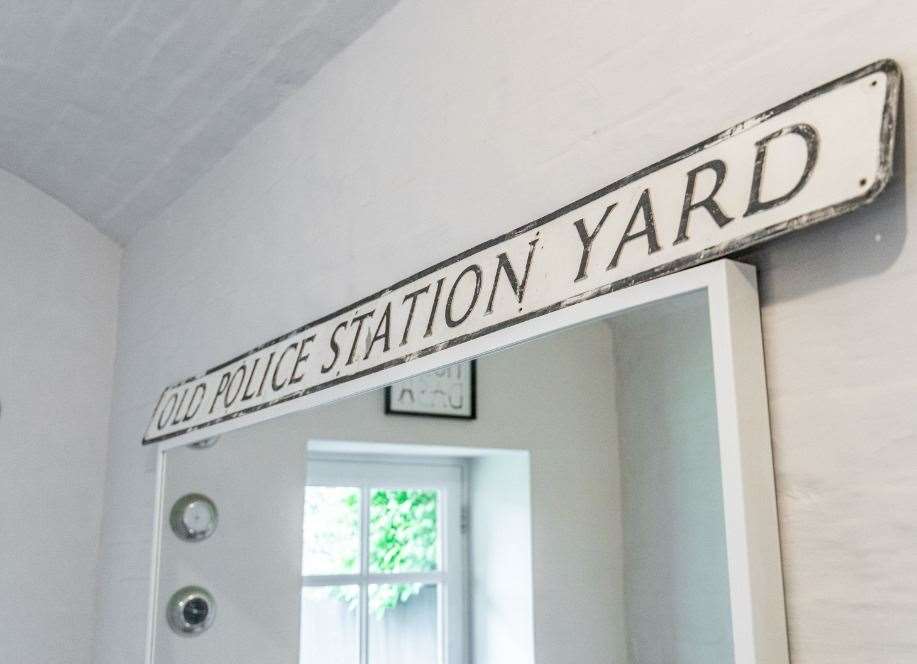 OLD POLICE STATION YARD